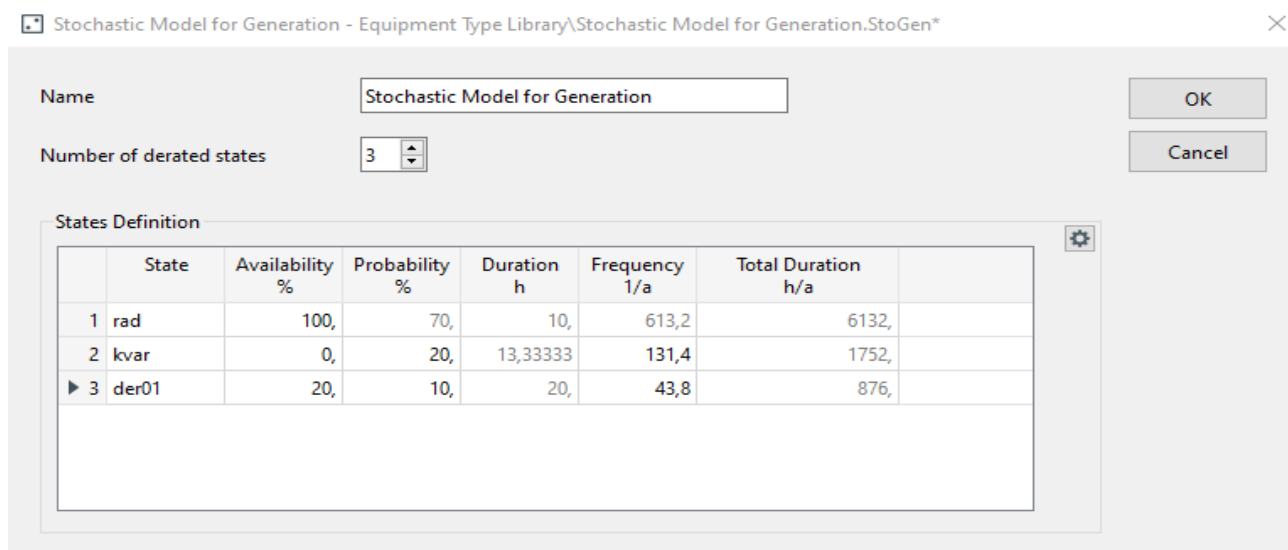 Stochastic Model for Generation - Equipment Type Library\Stochastic Model for Generation.StoGen*
Name Stochastic Model for Generation OK
Number of derated states 3 Cancel
States Definition
State Availability Probability Duration Frequency Total Duration
% % h 1/a h/a
1 rad 100, 70, 10, 613,2 6132,
2 kvar 0, 20, 13,33333 131,4 1752,
3 der01 20, 10, 20, 43,8 876,